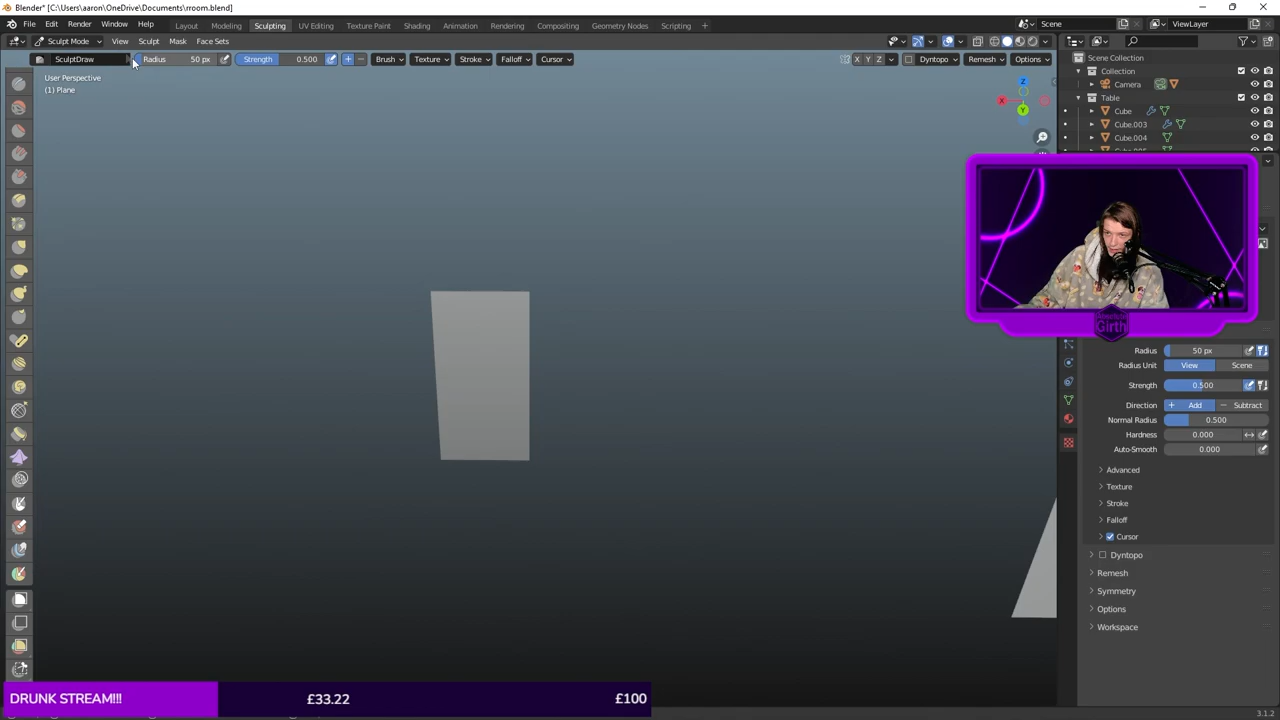 Blender* [C:\Users\aaron\OneDrive\Documents\rroom.blend]
File Edit Render Window Help Layout Modeling Sculpting UV Editing Texture Paint Shading Animation Rendering Compositing Geometry Nodes Scripting + Scene ViewLayer
Sculpt Mode View Sculpt Mask Face Sets
SculptDraw Radius 50 px Strength 0.500 Brush Texture Stroke Falloff Cursor X Y Z Dyntopo Remesh Options
Scene Collection
Collection
Camera
Table
Cube
Cube.003
Cube.004
User Perspective
(1) Plane
Z
X
Y
Girth
Radius 50 px
Radius Unit View Scene
Strength 0.500
Direction + Add − Subtract
Normal Radius 0.500
Hardness 0.000
Auto-Smooth 0.000
Advanced
Texture
Stroke
Falloff
Cursor
Dyntopo
Remesh
Symmetry
Options
Workspace
DRUNK STREAM!!! £33.22 £100
3.1.2